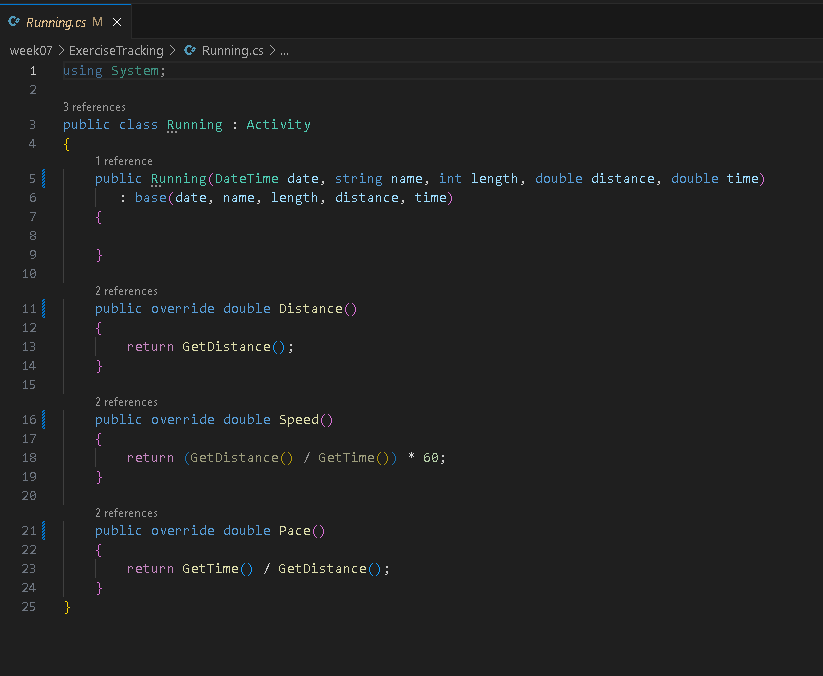 Running.cs M
week07 > ExerciseTracking > Running.cs > ...
1 using System;
2
3 references
3 public class Running : Activity
4 {
1 reference
5 public Running(DateTime date, string name, int length, double distance, double time)
6 : base(date, name, length, distance, time)
7 {
8
9 }
10
2 references
11 public override double Distance()
12 {
13 return GetDistance();
14 }
15
2 references
16 public override double Speed()
17 {
18 return (GetDistance() / GetTime()) * 60;
19 }
20
2 references
21 public override double Pace()
22 {
23 return GetTime() / GetDistance();
24 }
25 }